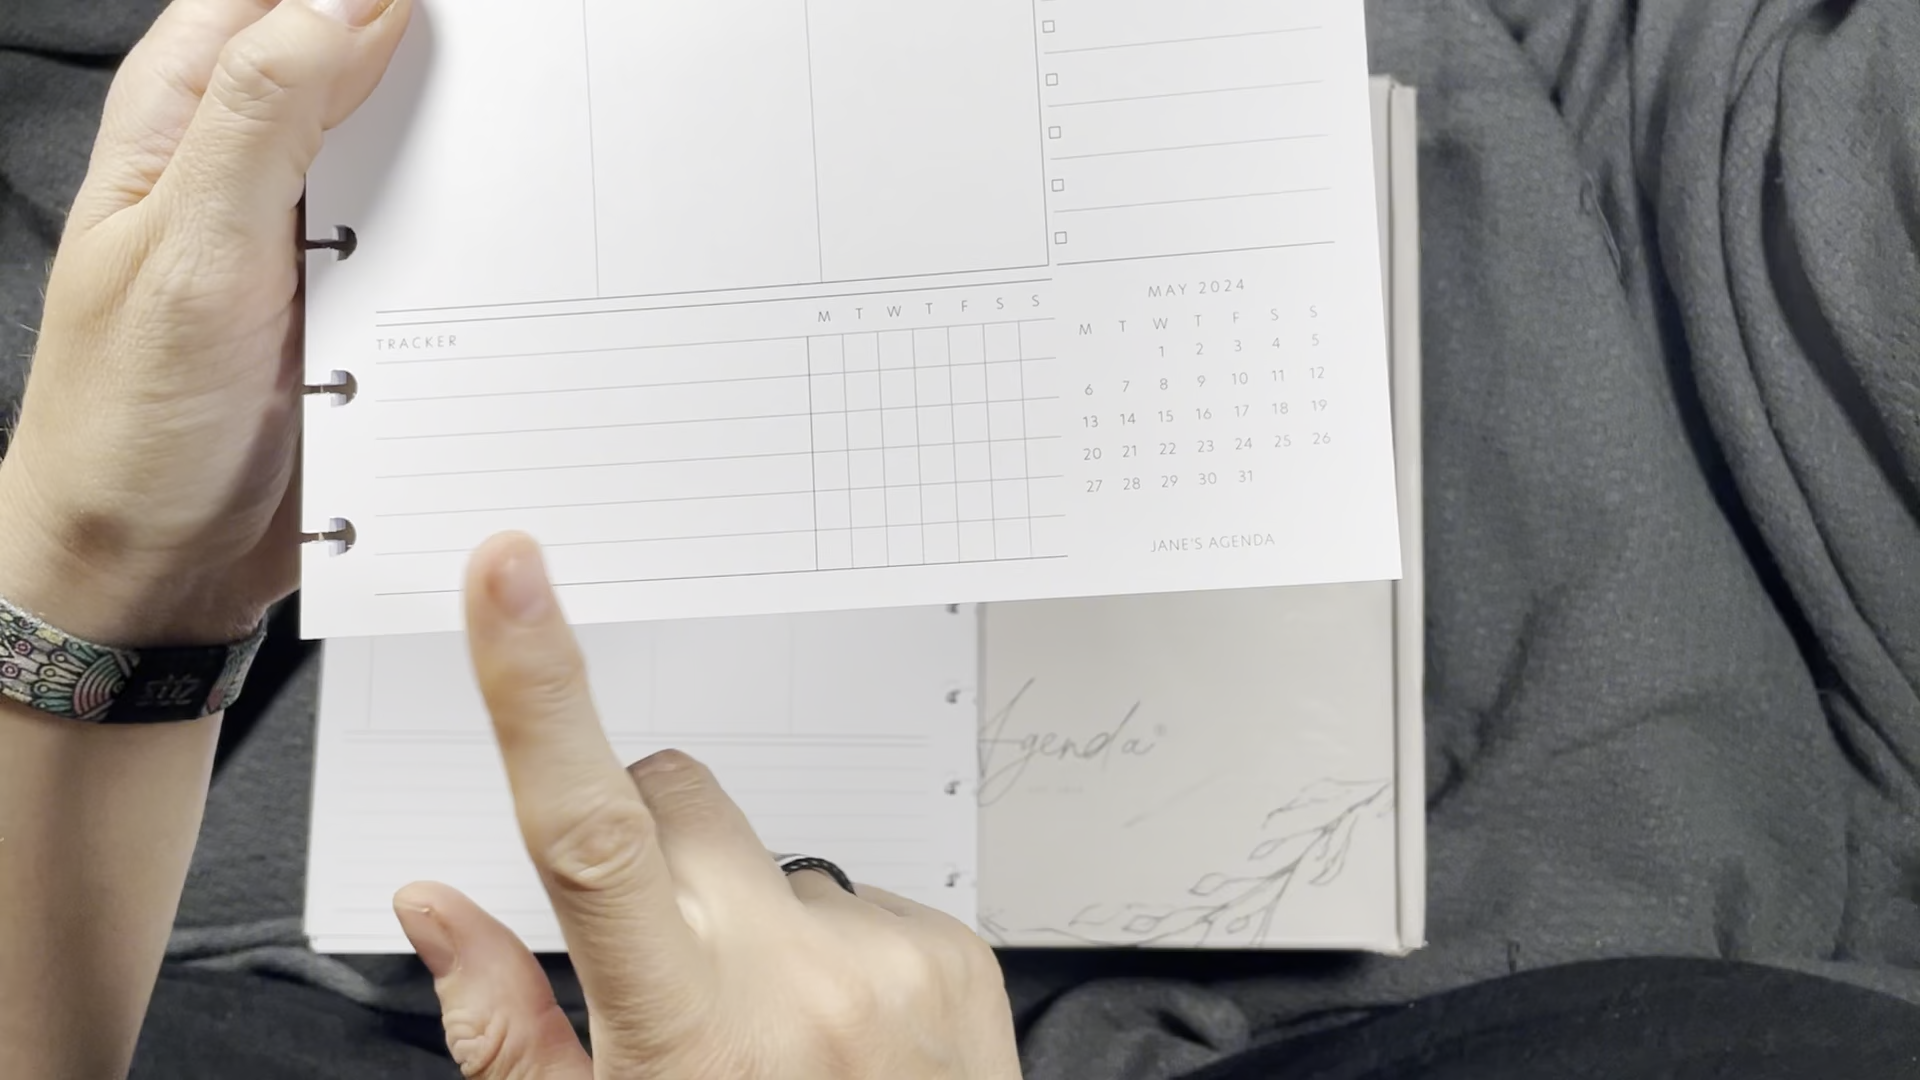 M T W T F S S
TRACKER
MAY 2024
M T W T F S S
1 2 3 4 5
6 7 8 9 10 11 12
13 14 15 16 17 18 19
20 21 22 23 24 25 26
27 28 29 30 31
JANE'S AGENDA
Agenda